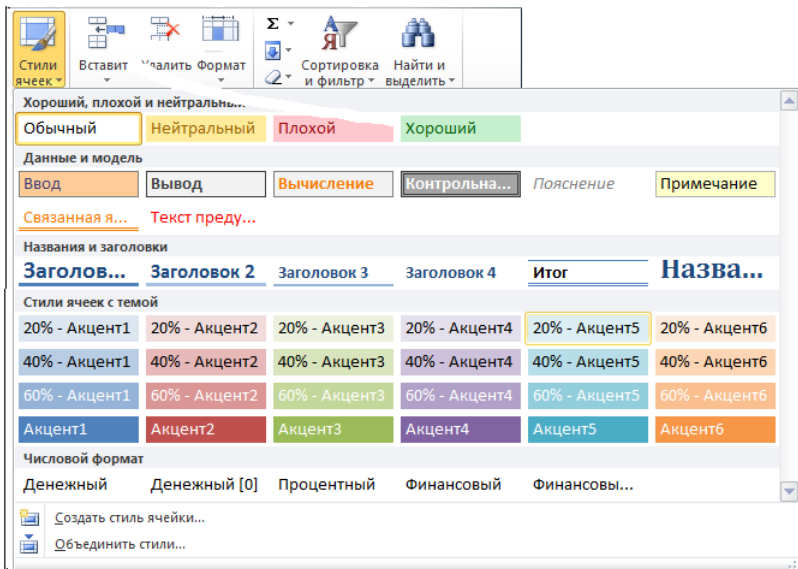 Σ
Стили Вставит Удалить Формат Сортировка Найти и
ячеек и фильтр выделить
Хороший, плохой и нейтральный
Обычный Нейтральный Плохой Хороший
Данные и модель
Ввод Вывод Вычисление Контрольна... Пояснение Примечание
Связанная я... Текст преду...
Названия и заголовки
Заголов... Заголовок 2 Заголовок 3 Заголовок 4 Итог Назва...
Стили ячеек с темой
20% - Акцент1 20% - Акцент2 20% - Акцент3 20% - Акцент4 20% - Акцент5 20% - Акцент6
40% - Акцент1 40% - Акцент2 40% - Акцент3 40% - Акцент4 40% - Акцент5 40% - Акцент6
60% - Акцент1 60% - Акцент2 60% - Акцент3 60% - Акцент4 60% - Акцент5 60% - Акцент6
Акцент1 Акцент2 Акцент3 Акцент4 Акцент5 Акцент6
Числовой формат
Денежный Денежный [0] Процентный Финансовый Финансовы...
Создать стиль ячейки...
Объединить стили...